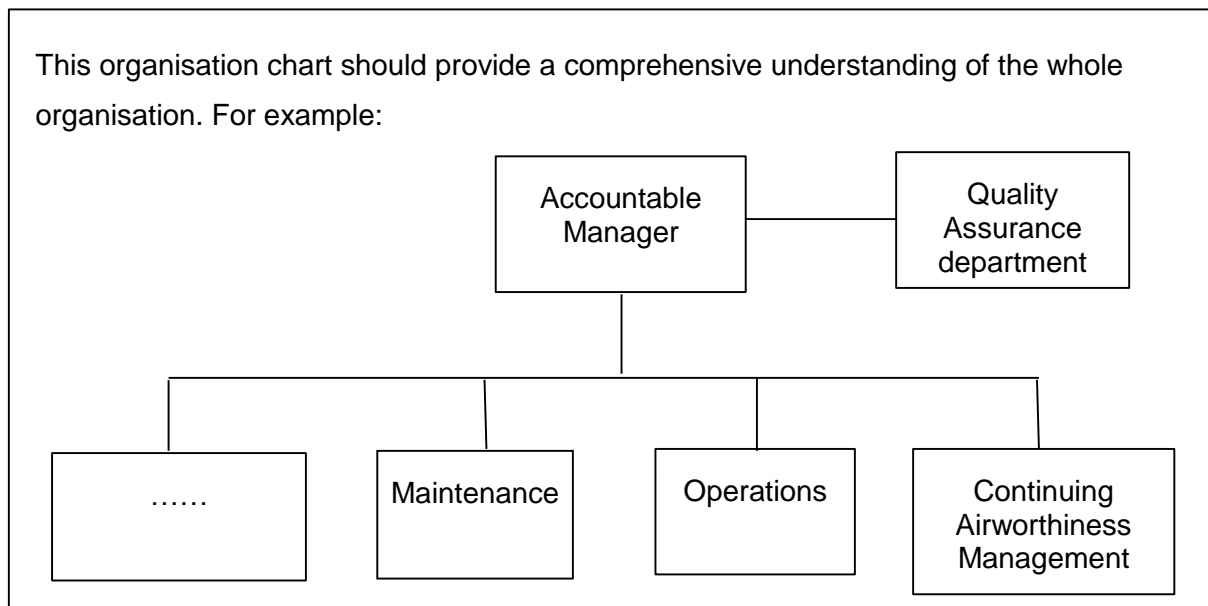 This organisation chart should provide a comprehensive understanding of the whole
organisation. For example:
Accountable
Manager
Quality
Assurance
department
……
Maintenance
Operations
Continuing
Airworthiness
Management